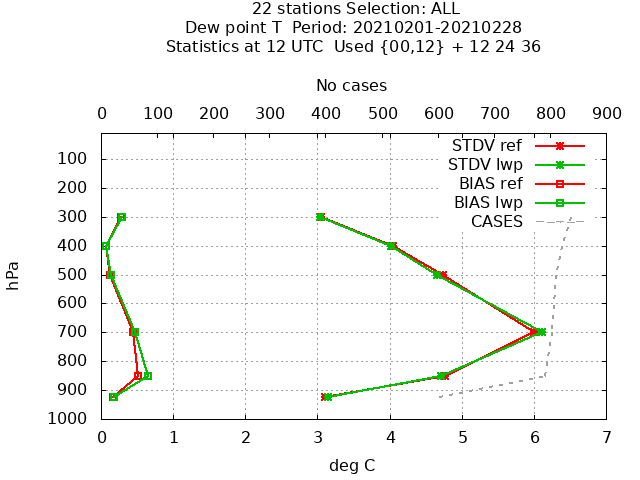 22 stations Selection: ALL
Dew point T  Period: 20210201-20210228
Statistics at 12 UTC  Used {00,12} + 12 24 36
No cases
0 100 200 300 400 500 600 700 800 900
STDV ref
STDV lwp
BIAS ref
BIAS lwp
CASES
hPa
100
200
300
400
500
600
700
800
900
1000
0 1 2 3 4 5 6 7
deg C